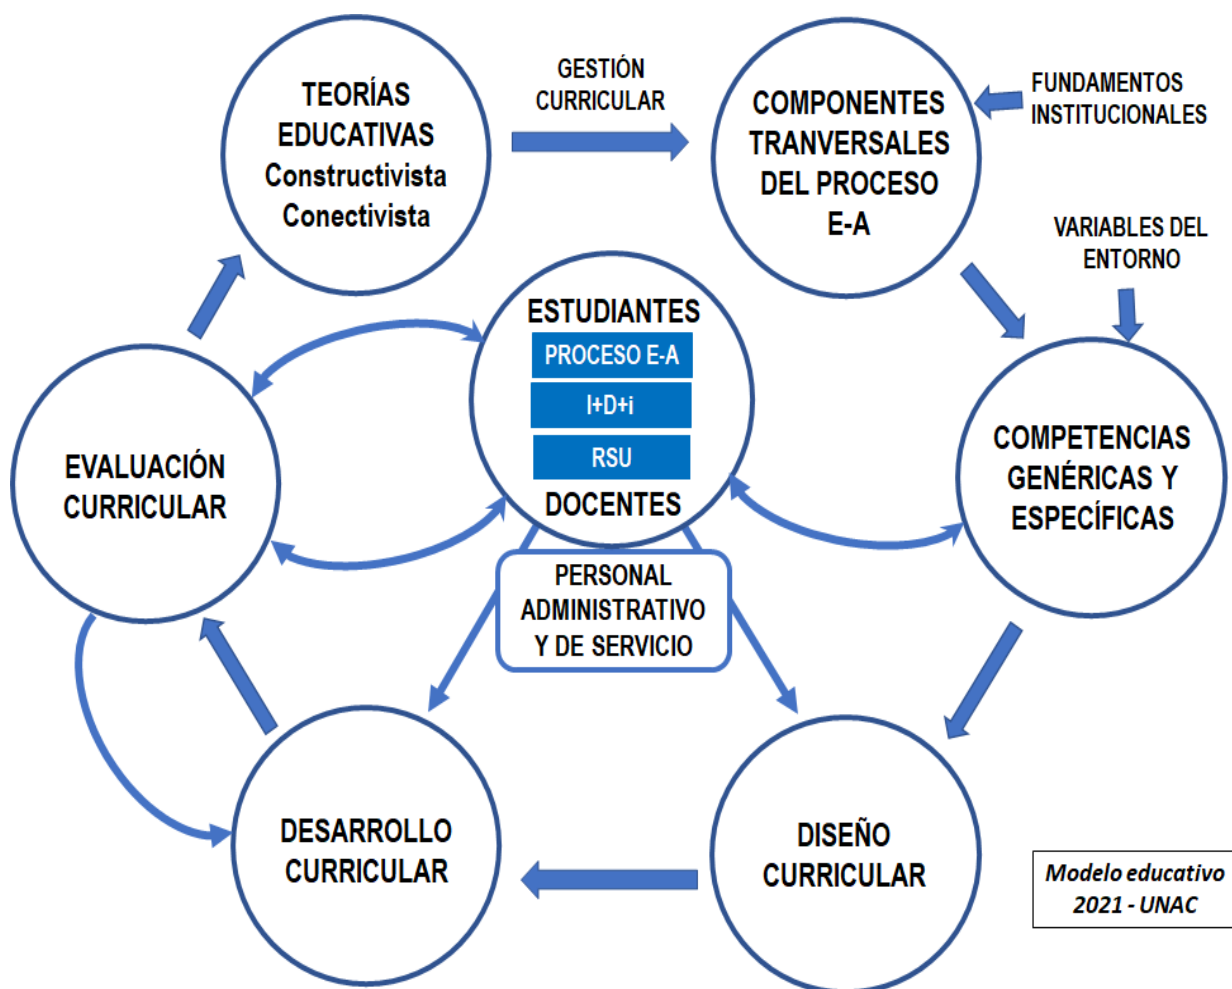 TEORÍAS
EDUCATIVAS
Constructivista
Conectivista
GESTIÓN
CURRICULAR
COMPONENTES
TRANVERSALES
DEL PROCESO
E-A
FUNDAMENTOS
INSTITUCIONALES
VARIABLES DEL
ENTORNO
ESTUDIANTES
PROCESO E-A
I+D+i
RSU
DOCENTES
EVALUACIÓN
CURRICULAR
COMPETENCIAS
GENÉRICAS Y
ESPECÍFICAS
PERSONAL
ADMINISTRATIVO
Y DE SERVICIO
DESARROLLO
CURRICULAR
DISEÑO
CURRICULAR
Modelo educativo
2021 - UNAC